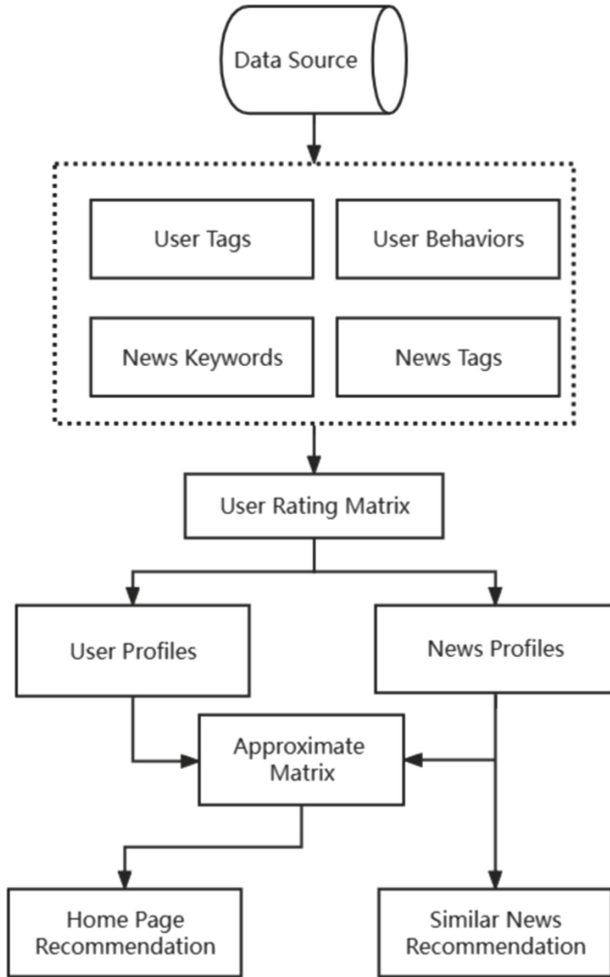 Data Source
User Tags
User Behaviors
News Keywords
News Tags
User Rating Matrix
User Profiles
News Profiles
Approximate
Matrix
Home Page
Recommendation
Similar News
Recommendation